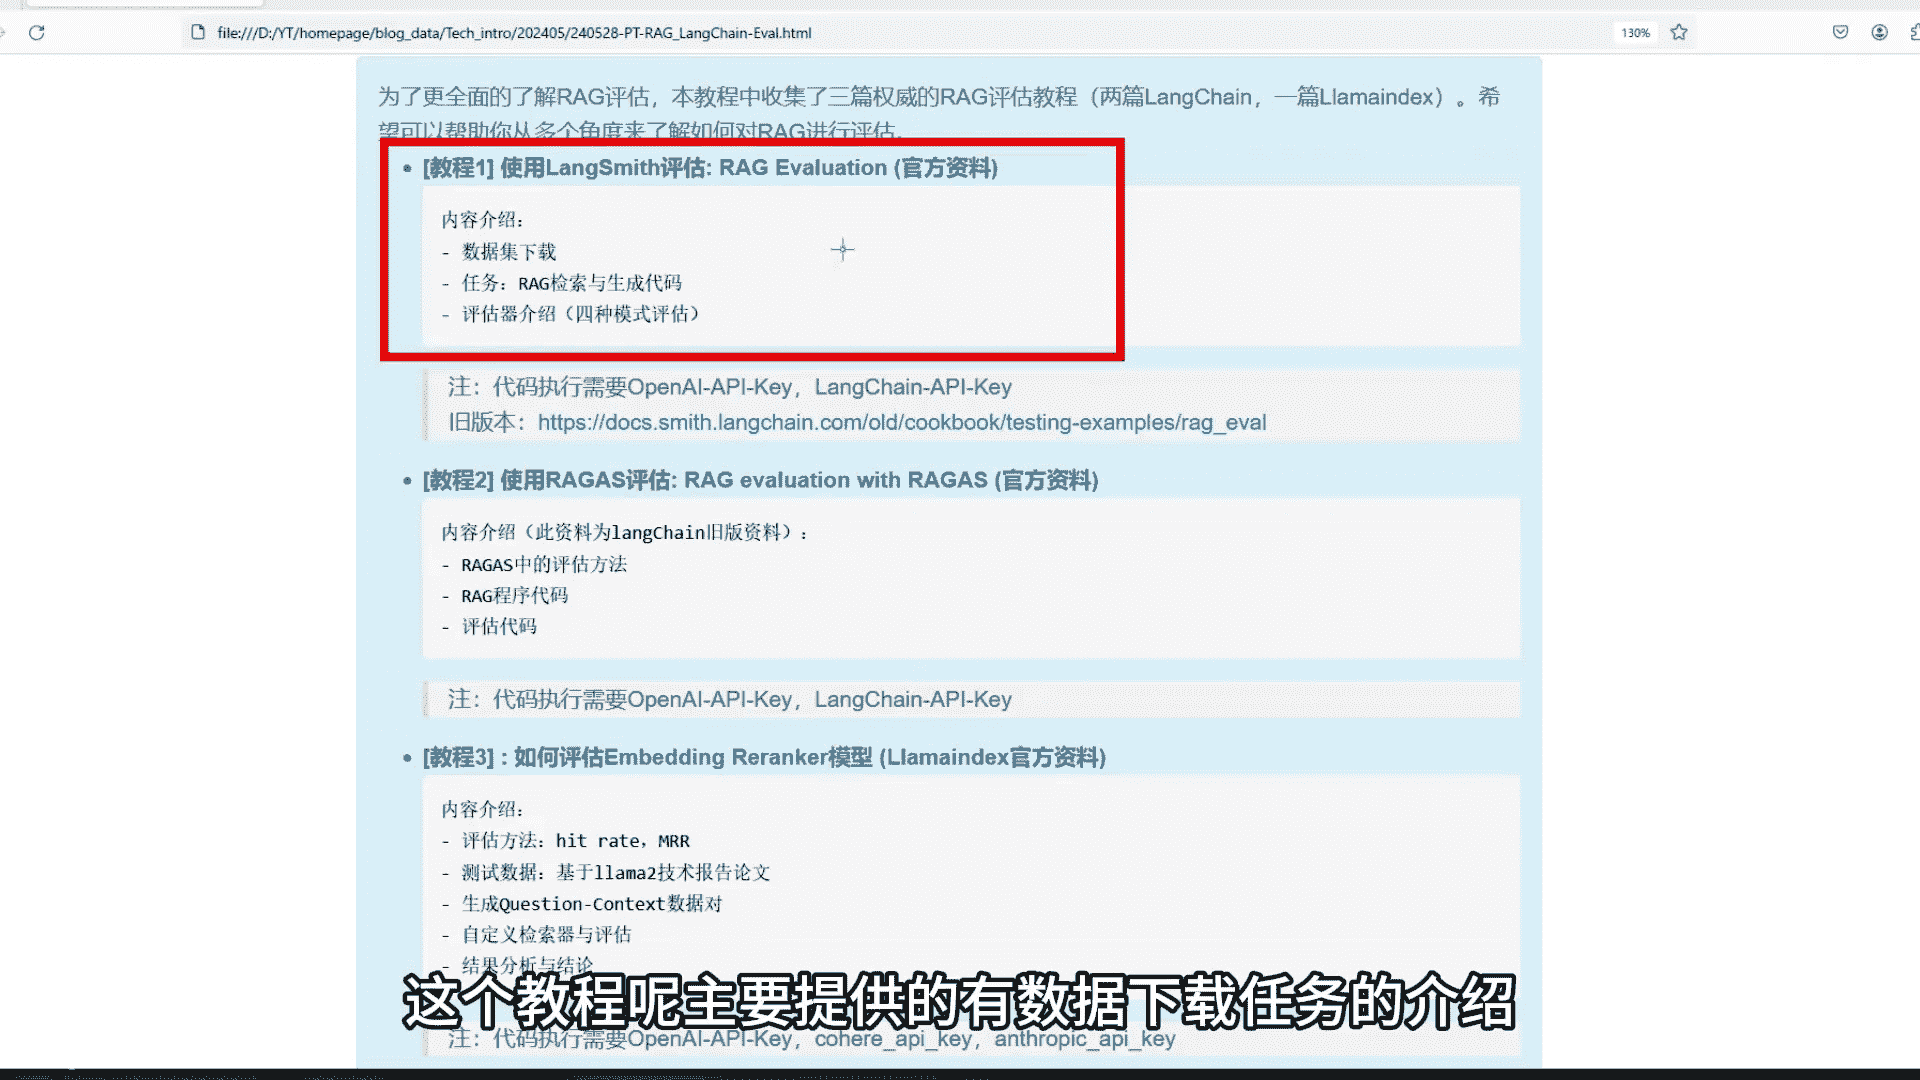 file:///D:/YT/homepage/blog_data/Tech_intro/202405/240528-PT-RAG_LangChain-Eval.html
130%
为了更全面的了解RAG评估，本教程中收集了三篇权威的RAG评估教程（两篇LangChain，一篇Llamaindex）。希
望可以帮助你从多个角度来了解如何对RAG进行评估。
• [教程1] 使用LangSmith评估: RAG Evaluation (官方资料)
内容介绍：
- 数据集下载
- 任务：RAG检索与生成代码
- 评估器介绍（四种模式评估）
注：代码执行需要OpenAI-API-Key，LangChain-API-Key
旧版本：https://docs.smith.langchain.com/old/cookbook/testing-examples/rag_eval
• [教程2] 使用RAGAS评估: RAG evaluation with RAGAS (官方资料)
内容介绍（此资料为langChain旧版资料）：
- RAGAS中的评估方法
- RAG程序代码
- 评估代码
注：代码执行需要OpenAI-API-Key，LangChain-API-Key
• [教程3] : 如何评估Embedding Reranker模型 (Llamaindex官方资料)
内容介绍：
- 评估方法：hit rate，MRR
- 测试数据：基于llama2技术报告论文
- 生成Question-Context数据对
- 自定义检索器与评估
- 结果分析与结论
这个教程呢主要提供的有数据下载任务的介绍
注：代码执行需要OpenAI-API-Key，cohere_api_key，anthropic_api_key